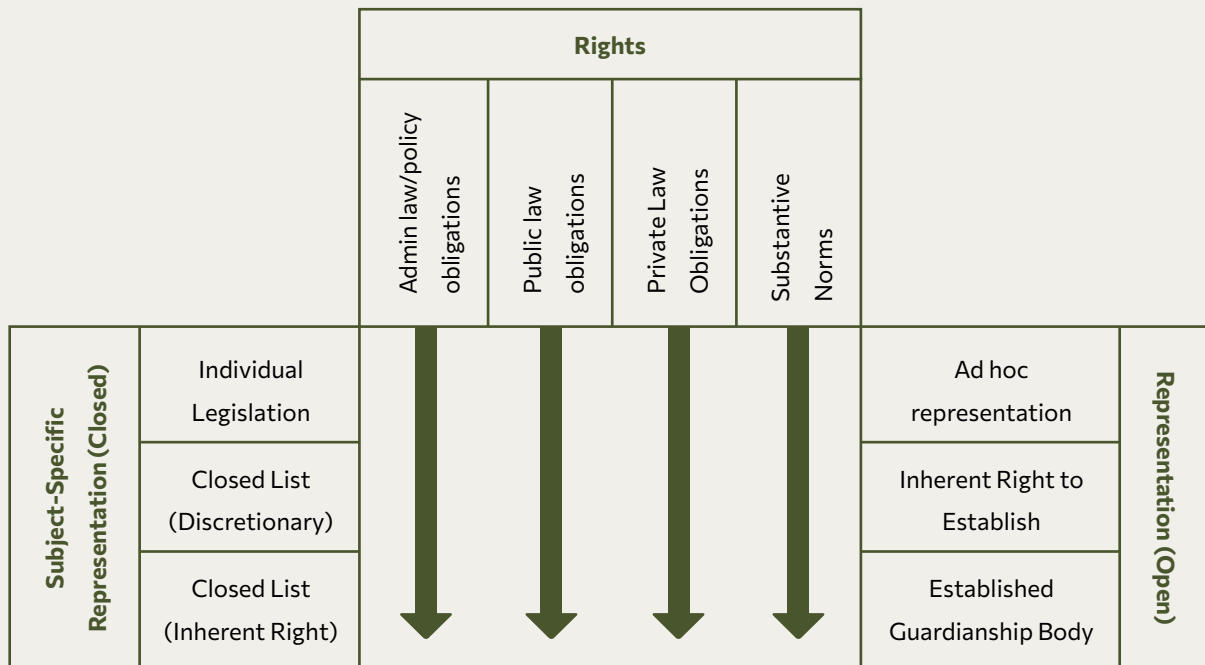 Rights
Admin law/policy
obligations
Public law
obligations
Private Law
Obligations
Substantive
Norms
Subject-Specific
Representation (Closed)
Individual
Legislation
Closed List
(Discretionary)
Closed List
(Inherent Right)
Ad hoc
representation
Inherent Right to
Establish
Established
Guardianship Body
Representation (Open)